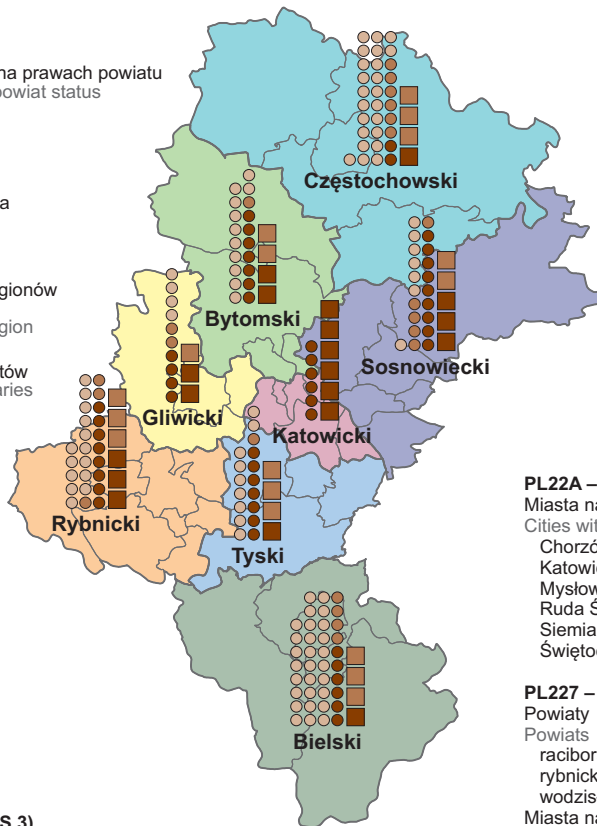 na prawach powiatu
powiat status
a
gionów
gion
tów
aries
Częstochowski
Bytomski
Sosnowiecki
Gliwicki
Katowicki
Rybnicki
Tyski
Bielski
PL22A –
Miasta na
Cities wit
Chorzó
Katowic
Mysłow
Ruda Ś
Siemia
Święto
PL227 –
Powiaty
Powiats
racibor
rybnick
wodzis
Miasta na
S 3)